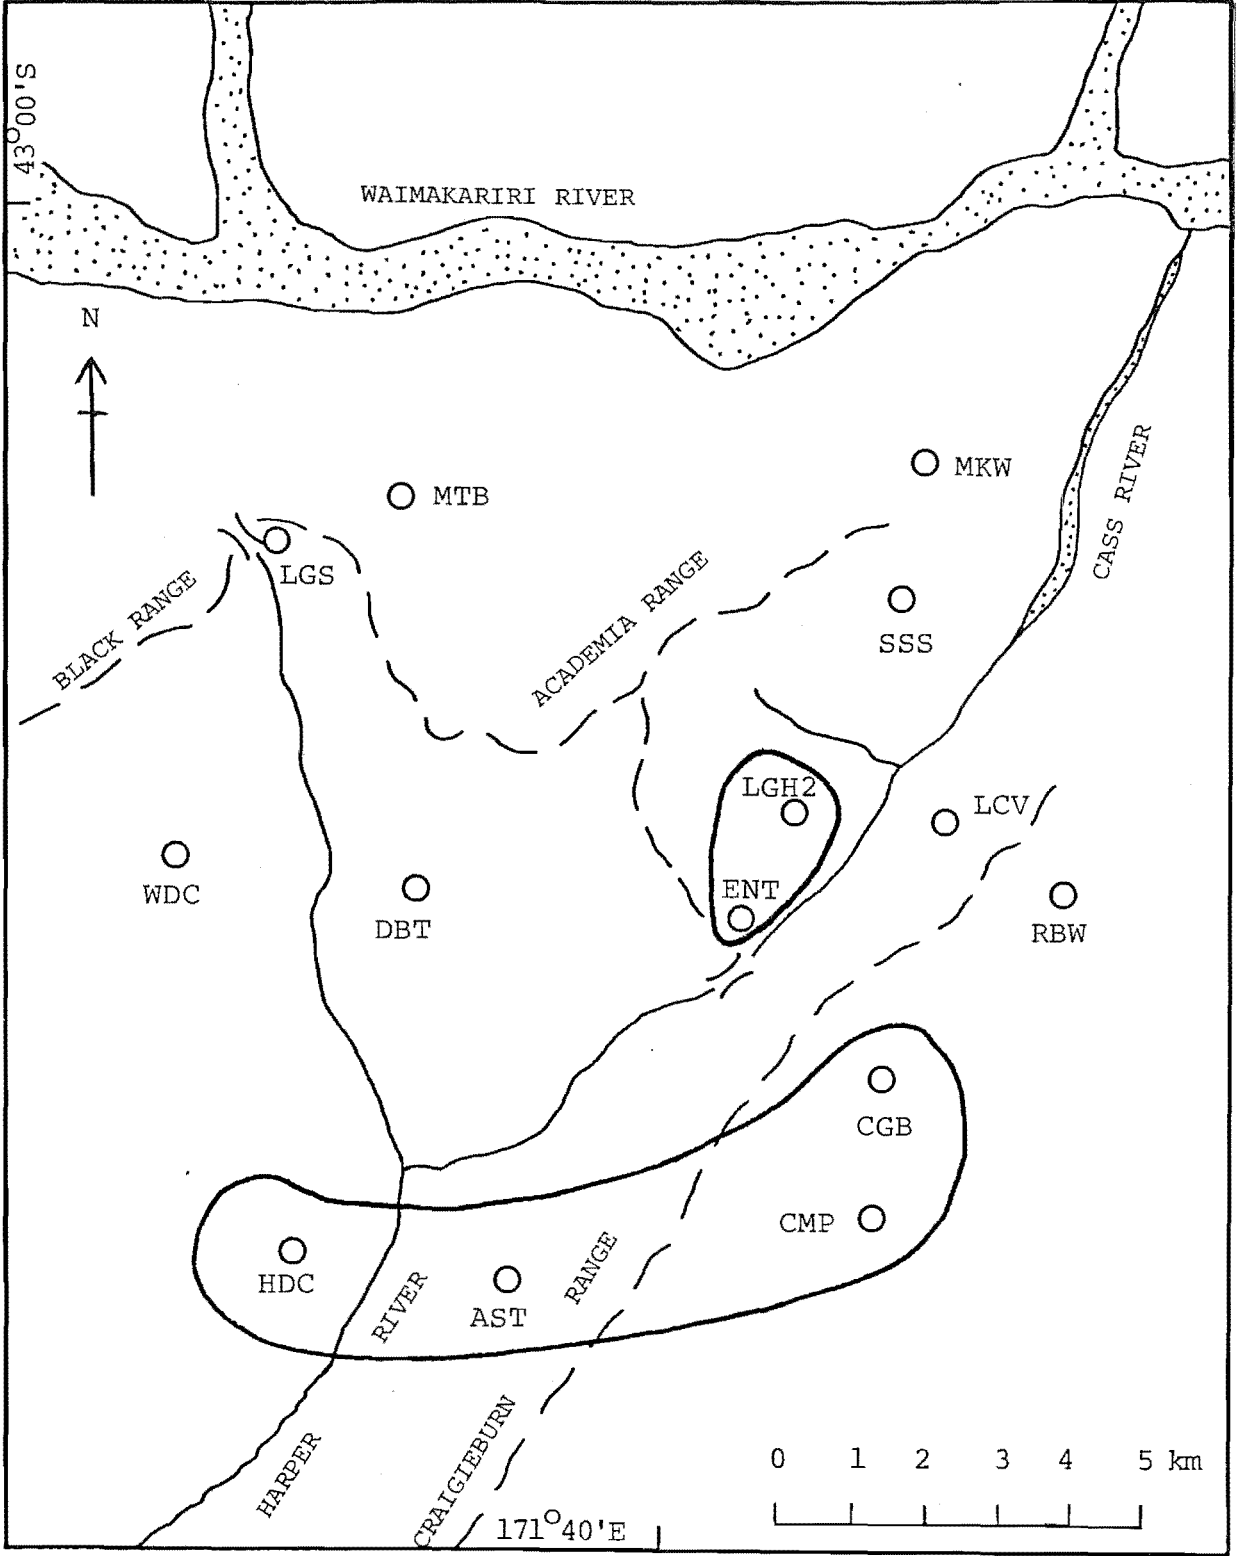 43°00'S
WAIMAKARIRI RIVER
N
MKW
MTB
CASS RIVER
LGS
BLACK RANGE
ACADEMIA RANGE
SSS
LGH2
LCV
WDC
ENT
DBT
RBW
CGB
CMP
HDC
AST
HARPER RIVER
CRAIGIEBURN RANGE
0 1 2 3 4 5 km
171°40'E